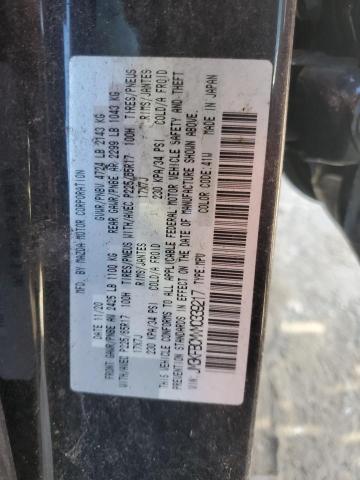 MFD. BY MAZDA MOTOR CORPORATION
DATE 11/20 GVWR/PNBV 4724 LB 2143 KG
FRONT GAWR/PNBE AV 2425 LB 1100 KG REAR GAWR/PNBE AR 2299 LB 1043 KG
WITH/AVEC P225/65R17 100H TIRES/PNEUS WITH/AVEC P225/65R17 100H TIRES/PNEUS
17X7J RIMS/JANTES 17X7J RIMS/JANTES
230 KPA/34 PSI COLD/A FROID 230 KPA/34 PSI COLD/A FROID
THIS VEHICLE CONFORMS TO ALL APPLICABLE FEDERAL MOTOR VEHICLE SAFETY AND THEFT
PREVENTION STANDARDS IN EFFECT ON THE DATE OF MANUFACTURE SHOWN ABOVE.
TYPE:MPV COLOR CODE:41W MADE IN JAPAN